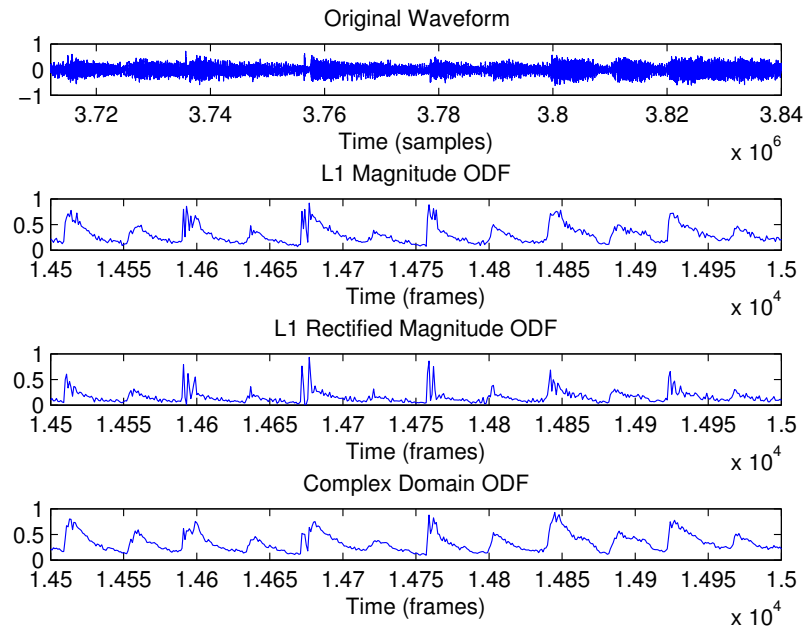 Original Waveform
1
0
−1
3.72 3.74 3.76 3.78 3.8 3.82 3.84
Time (samples)
x 10^6
L1 Magnitude ODF
1
0.5
0
1.45 1.455 1.46 1.465 1.47 1.475 1.48 1.485 1.49 1.495 1.5
Time (frames)
x 10^4
L1 Rectified Magnitude ODF
1
0.5
0
1.45 1.455 1.46 1.465 1.47 1.475 1.48 1.485 1.49 1.495 1.5
Time (frames)
x 10^4
Complex Domain ODF
1
0.5
0
1.45 1.455 1.46 1.465 1.47 1.475 1.48 1.485 1.49 1.495 1.5
Time (frames)
x 10^4